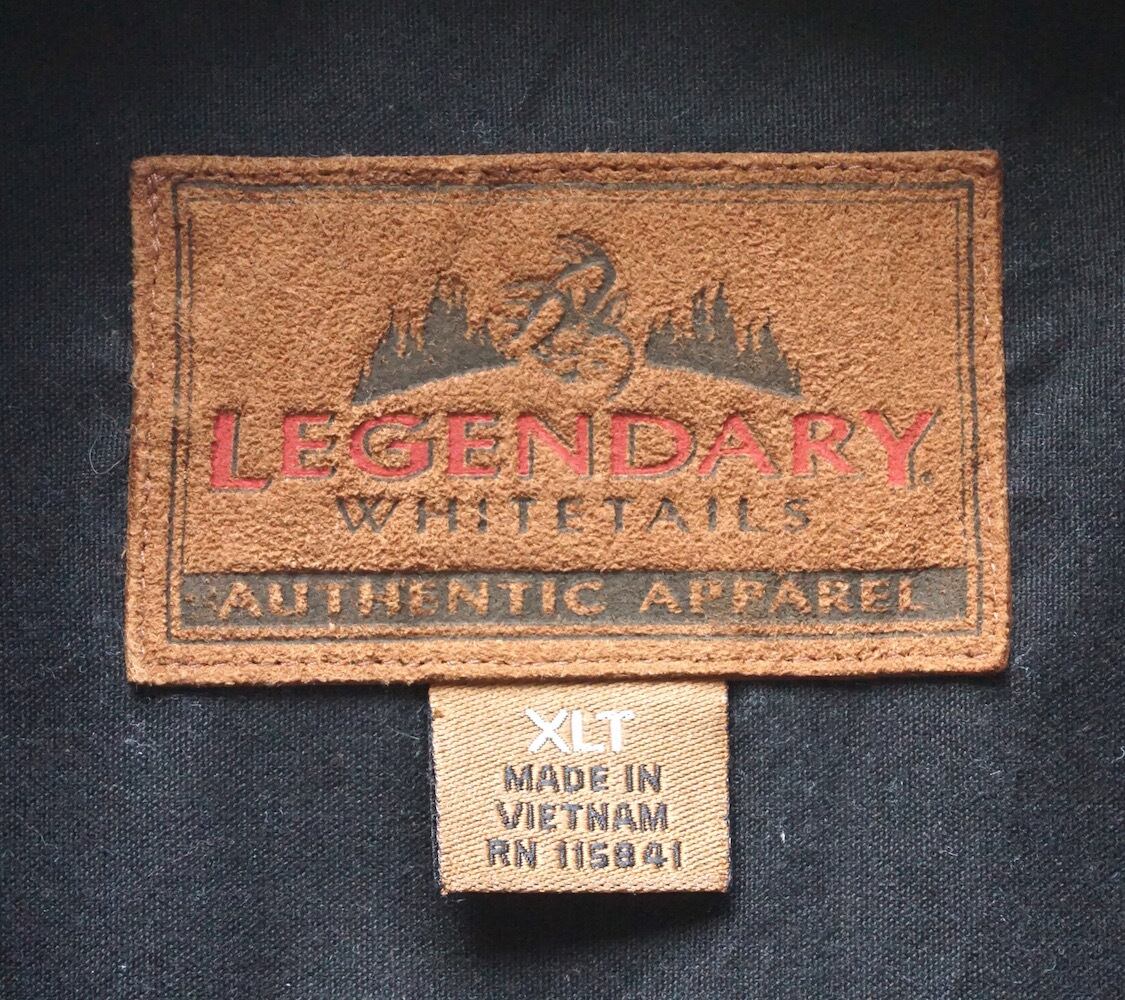 LEGENDARY.
WHITETAILS
AUTHENTIC APPAREL
XLT
MADE IN
VIETNAM
RN 115841